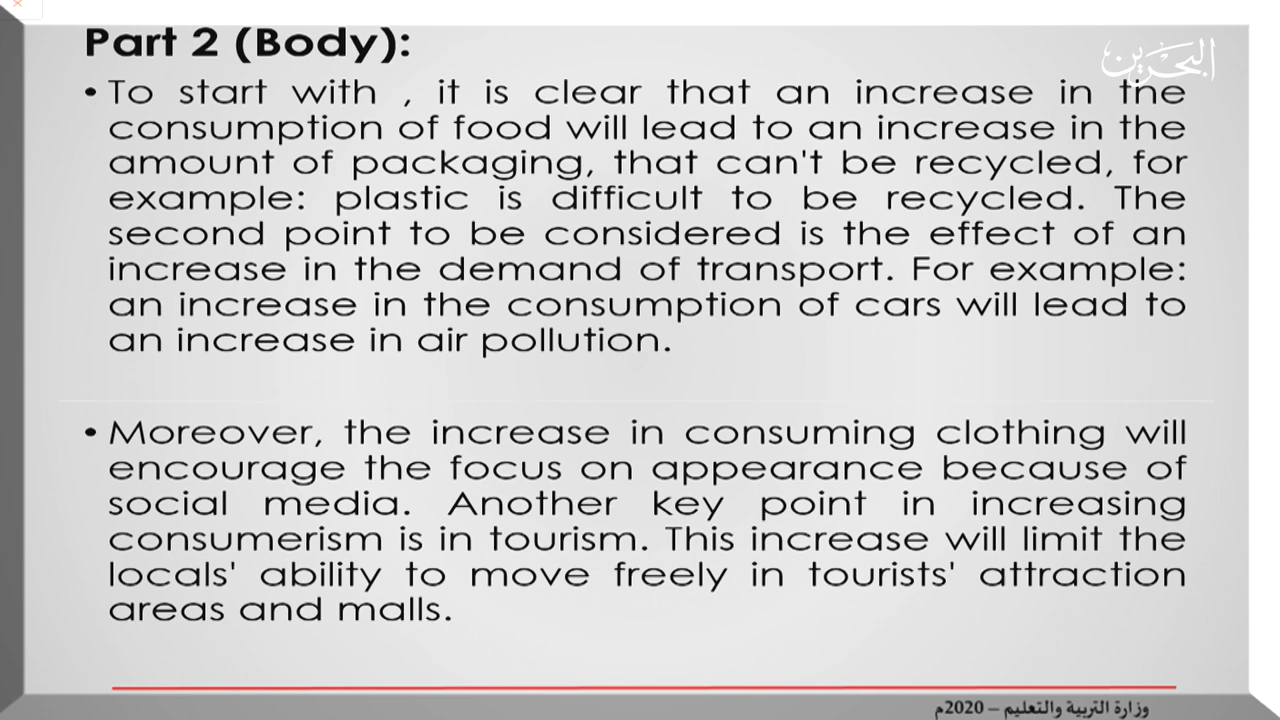 Part 2 (Body):
البحرين
• To start with , it is clear that an increase in the
consumption of food will lead to an increase in the
amount of packaging, that can't be recycled, for
example: plastic is difficult to be recycled. The
second point to be considered is the effect of an
increase in the demand of transport. For example:
an increase in the consumption of cars will lead to
an increase in air pollution.
• Moreover, the increase in consuming clothing will
encourage the focus on appearance because of
social media. Another key point in increasing
consumerism is in tourism. This increase will limit the
locals' ability to move freely in tourists' attraction
areas and malls.
وزارة التربية والتعليم – 2020م